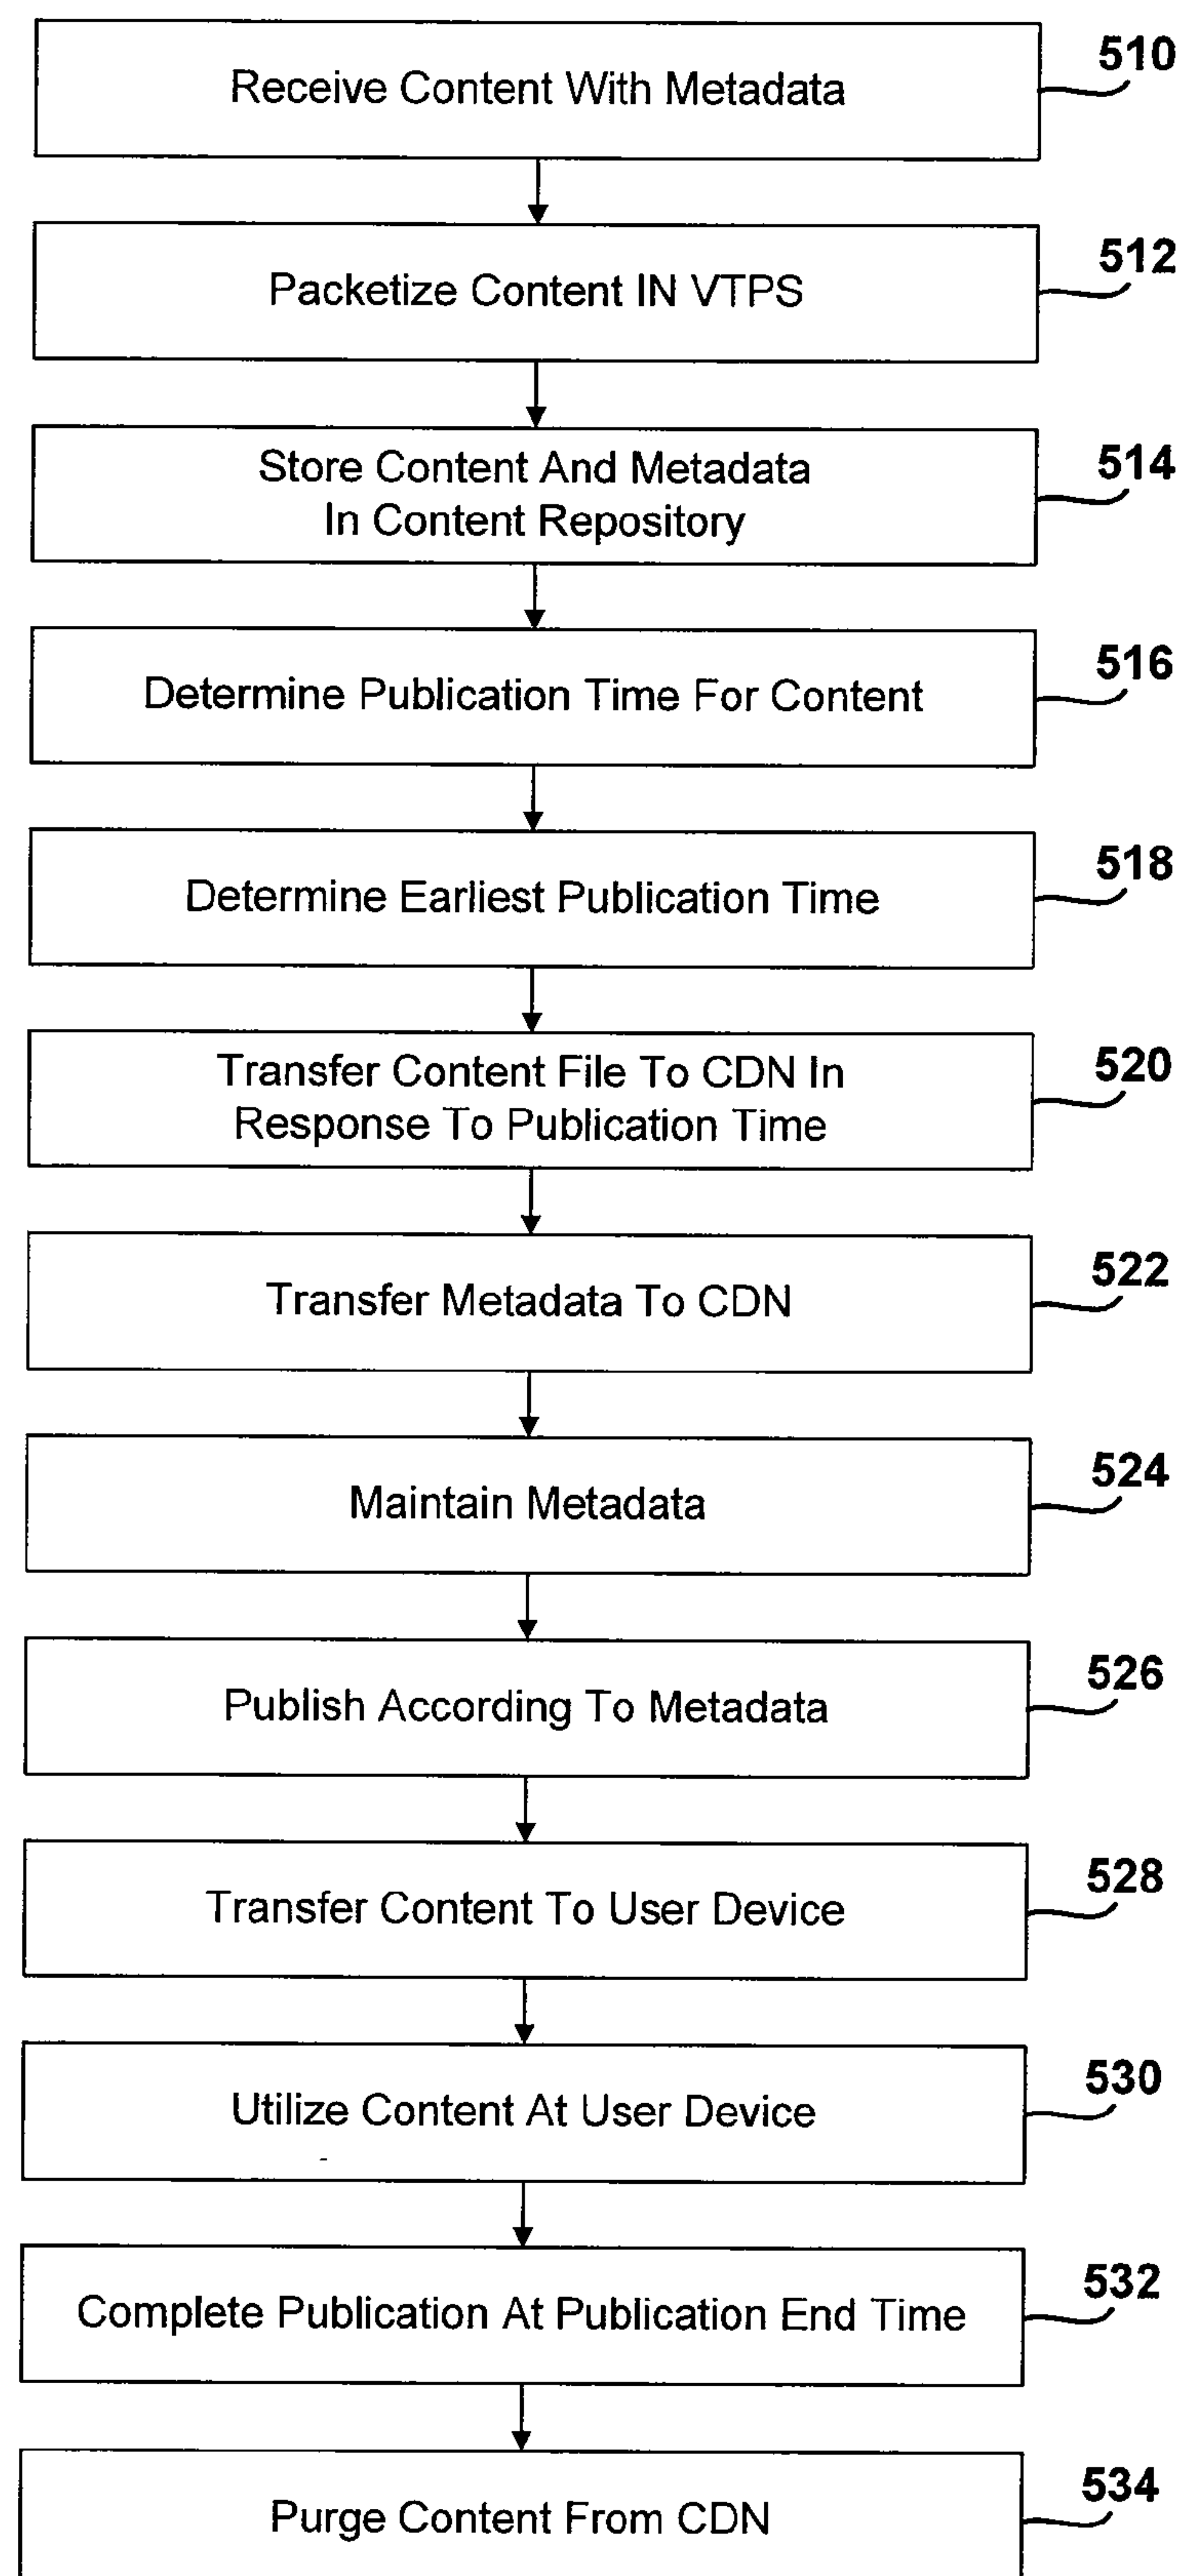 Receive Content With Metadata
510
Packetize Content IN VTPS
512
Store Content And Metadata
In Content Repository
514
Determine Publication Time For Content
516
Determine Earliest Publication Time
518
Transfer Content File To CDN In
Response To Publication Time
520
Transfer Metadata To CDN
522
Maintain Metadata
524
Publish According To Metadata
526
Transfer Content To User Device
528
Utilize Content At User Device
530
Complete Publication At Publication End Time
532
Purge Content From CDN
534